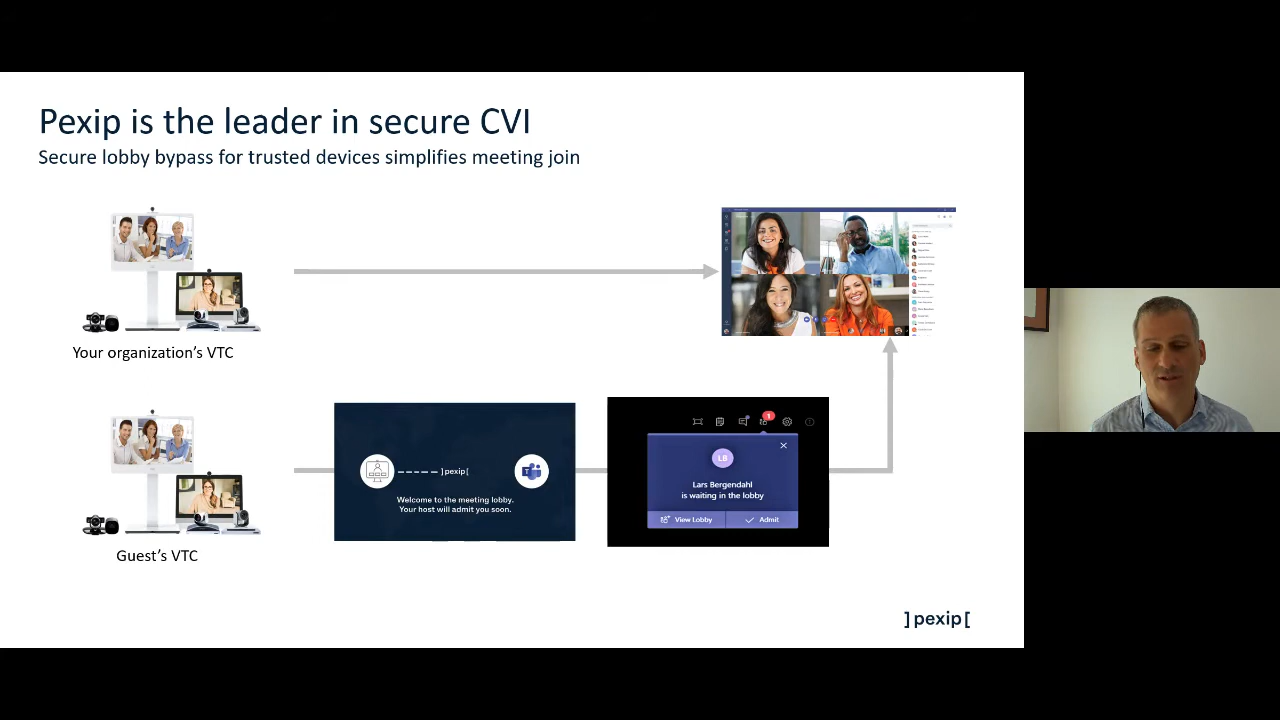 Pexip is the leader in secure CVI
Secure lobby bypass for trusted devices simplifies meeting join
Your organization's VTC
]pexip[
Welcome to the meeting lobby.
Your host will admit you soon.
1
LB
Lars Bergendahl
is waiting in the lobby
View Lobby
Admit
Guest's VTC
]pexip[